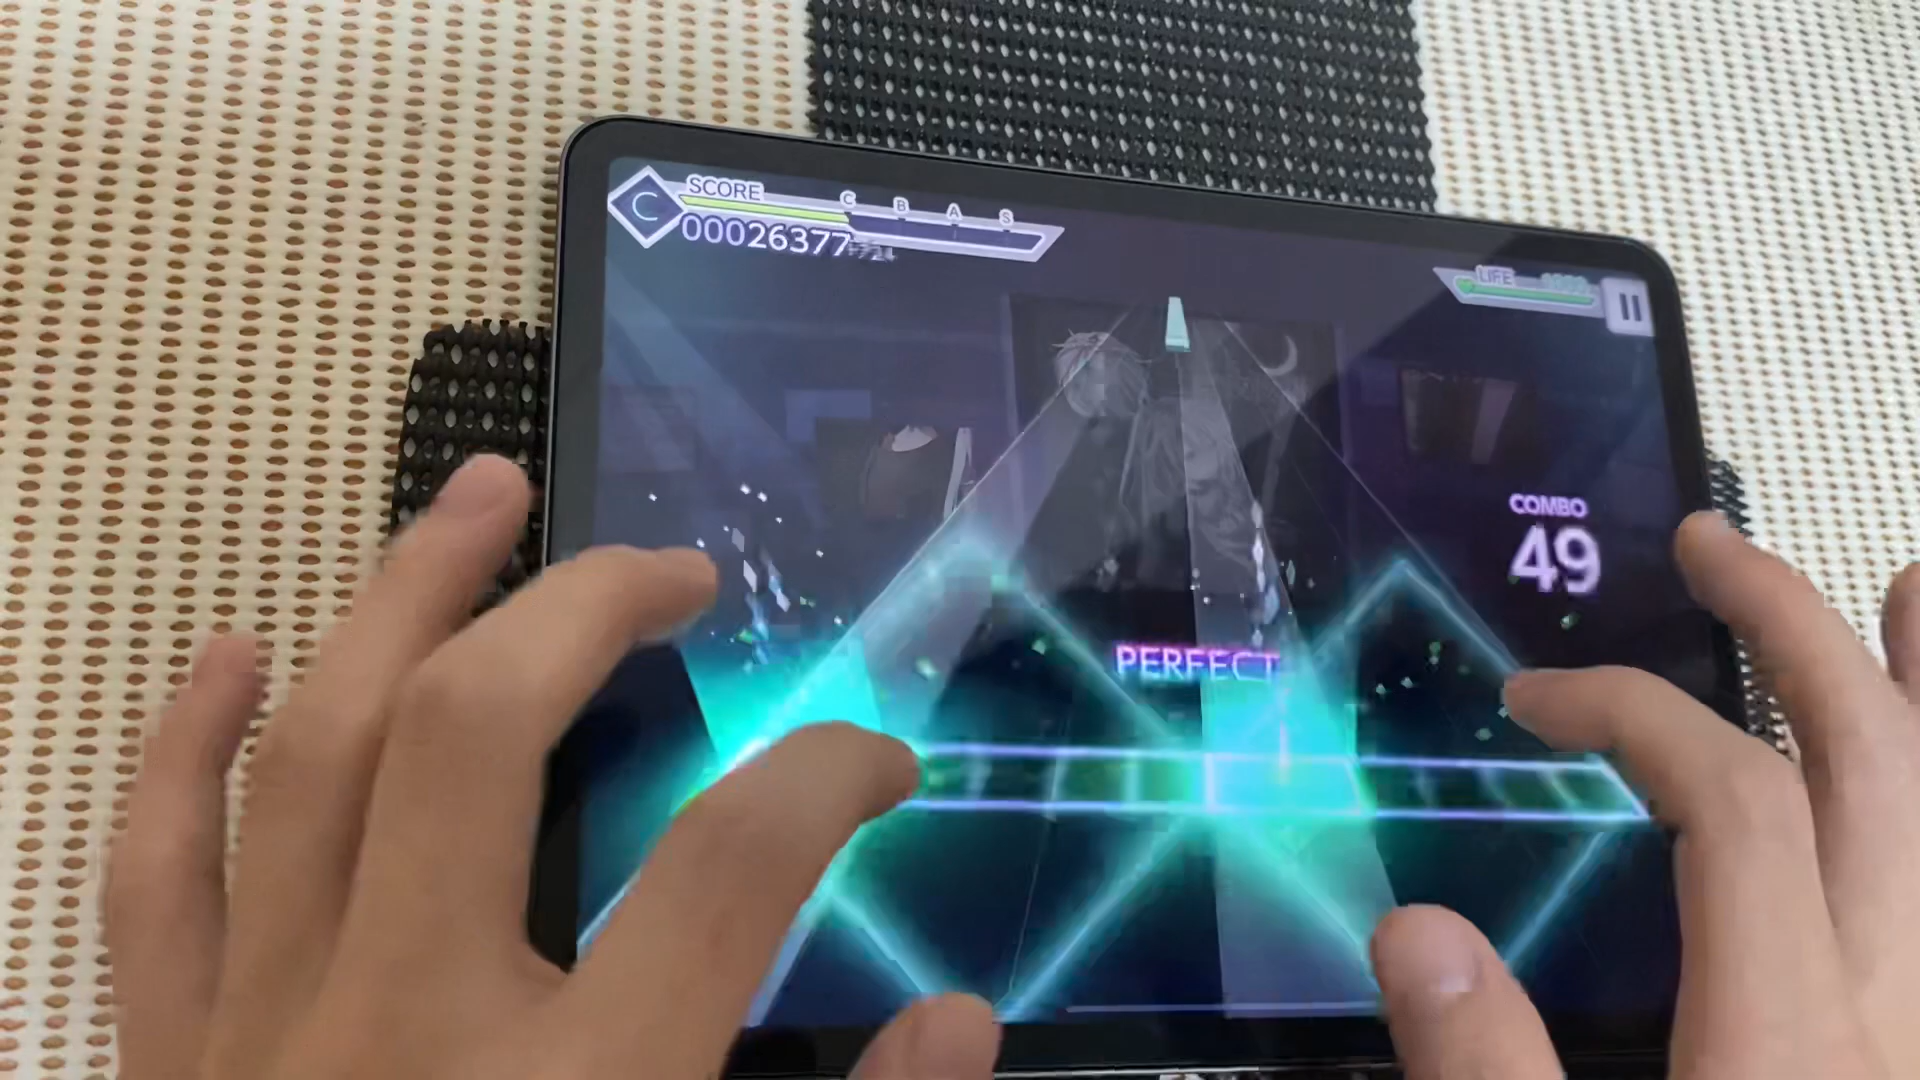 SCORE
C B A S
C
00026377
LIFE
COMBO
49
PERFECT